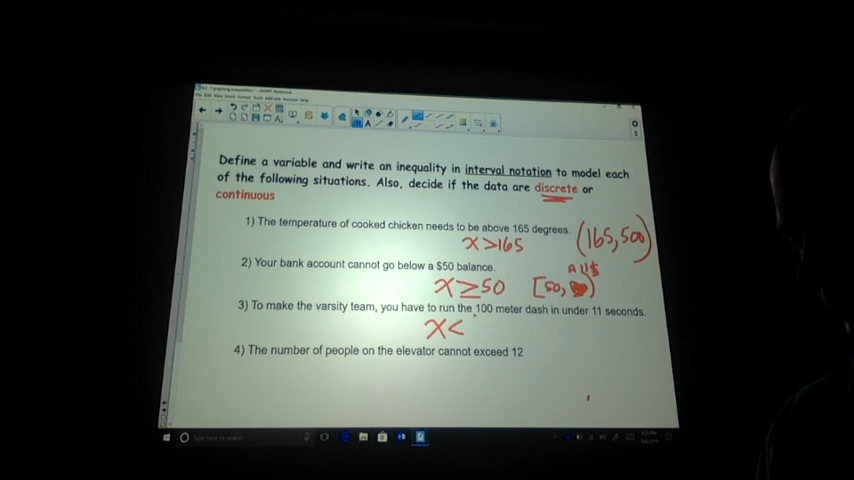 Define a variable and write an inequality in interval notation to model each
of the following situations. Also, decide if the data are discrete or
continuous
1) The temperature of cooked chicken needs to be above 165 degrees.
x>165
(165,500)
2) Your bank account cannot go below a $50 balance.
All $
x≥50
[50, )
3) To make the varsity team, you have to run the 100 meter dash in under 11 seconds.
x<
4) The number of people on the elevator cannot exceed 12